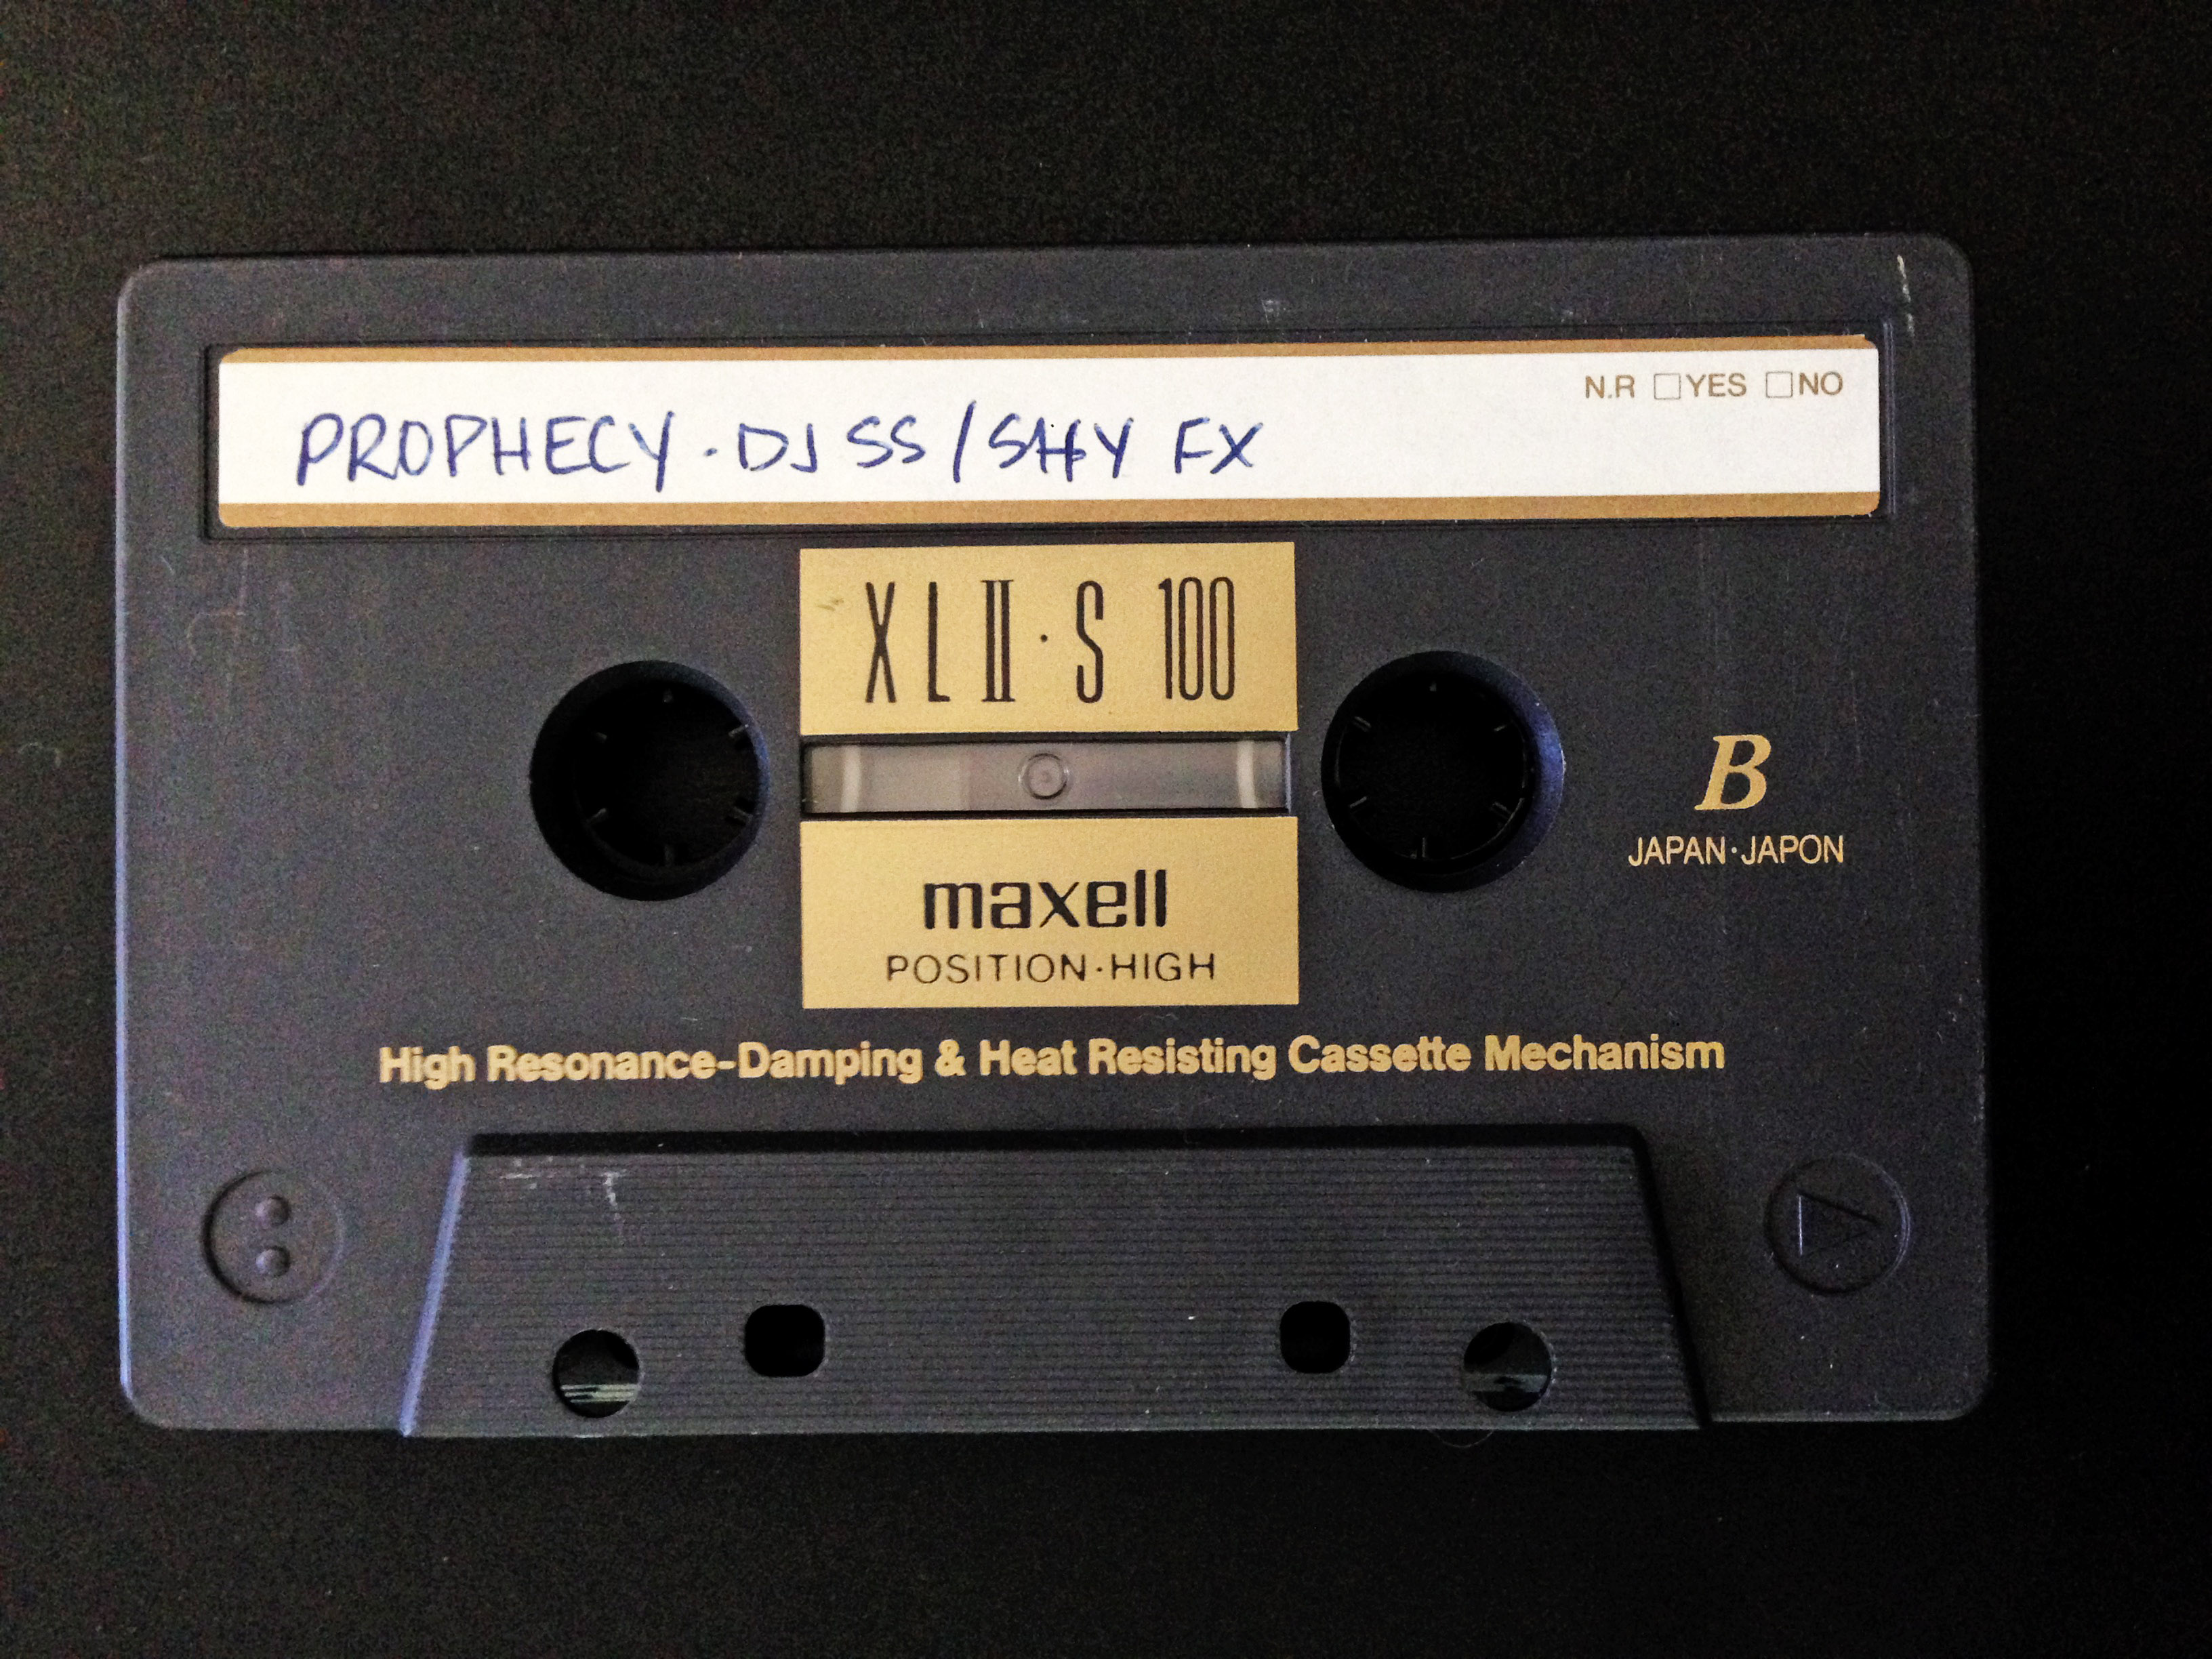 N.R □YES □NO
PROPHECY · DJ SS / SHY FX
XLⅡ·S 100
B
JAPAN·JAPON
maxell
POSITION·HIGH
High Resonance-Damping & Heat Resisting Cassette Mechanism